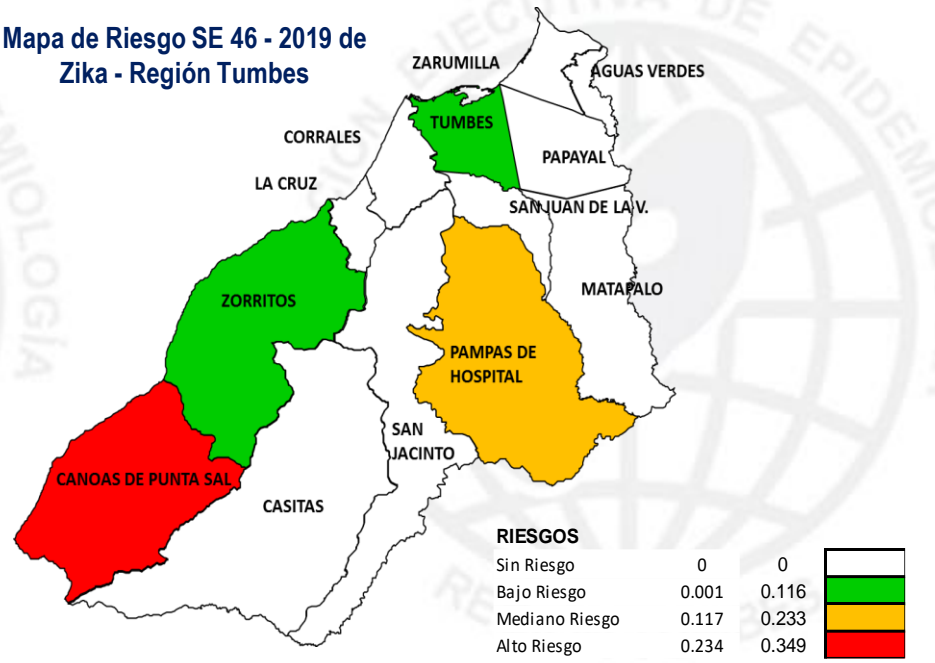 Mapa de Riesgo SE 46 - 2019 de
Zika - Región Tumbes
ZARUMILLA
AGUAS VERDES
TUMBES
CORRALES
PAPAYAL
LA CRUZ
SAN JUAN DE LA V.
ZORRITOS
MATAPALO
PAMPAS DE
HOSPITAL
SAN
JACINTO
CANOAS DE PUNTA SAL
CASITAS
RIESGOS
Sin Riesgo 0 0
Bajo Riesgo 0.001 0.116
Mediano Riesgo 0.117 0.233
Alto Riesgo 0.234 0.349